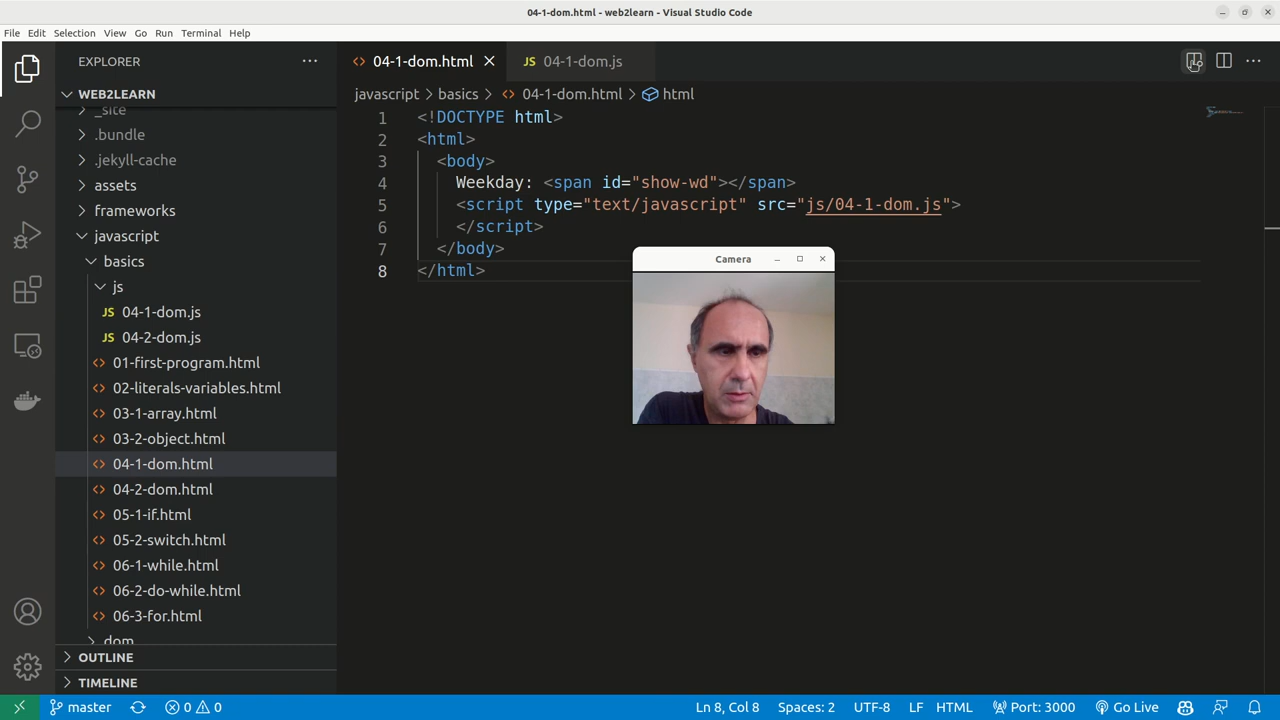 04-1-dom.html - web2learn - Visual Studio Code
File Edit Selection View Go Run Terminal Help
EXPLORER
WEB2LEARN
_site
.bundle
.jekyll-cache
assets
frameworks
javascript
basics
js
JS 04-1-dom.js
JS 04-2-dom.js
01-first-program.html
02-literals-variables.html
03-1-array.html
03-2-object.html
04-1-dom.html
04-2-dom.html
05-1-if.html
05-2-switch.html
06-1-while.html
06-2-do-while.html
06-3-for.html
dom
OUTLINE
TIMELINE
04-1-dom.html
JS 04-1-dom.js
javascript > basics > 04-1-dom.html > html
1 <!DOCTYPE html>
2 <html>
3 <body>
4 Weekday: <span id="show-wd"></span>
5 <script type="text/javascript" src="js/04-1-dom.js">
6 </script>
7 </body>
8 </html>
Camera
master 0 0 Ln 8, Col 8 Spaces: 2 UTF-8 LF HTML Port: 3000 Go Live